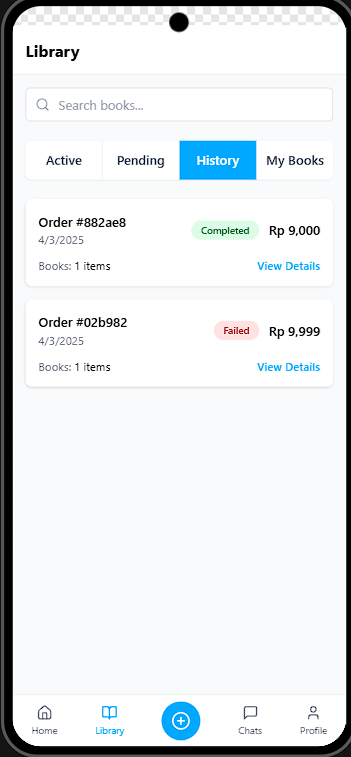 Library
Search books...
Active Pending History My Books
Order #882ae8 Completed Rp 9,000
4/3/2025
Books: 1 items View Details
Order #02b982 Failed Rp 9,999
4/3/2025
Books: 1 items View Details
Home Library Chats Profile